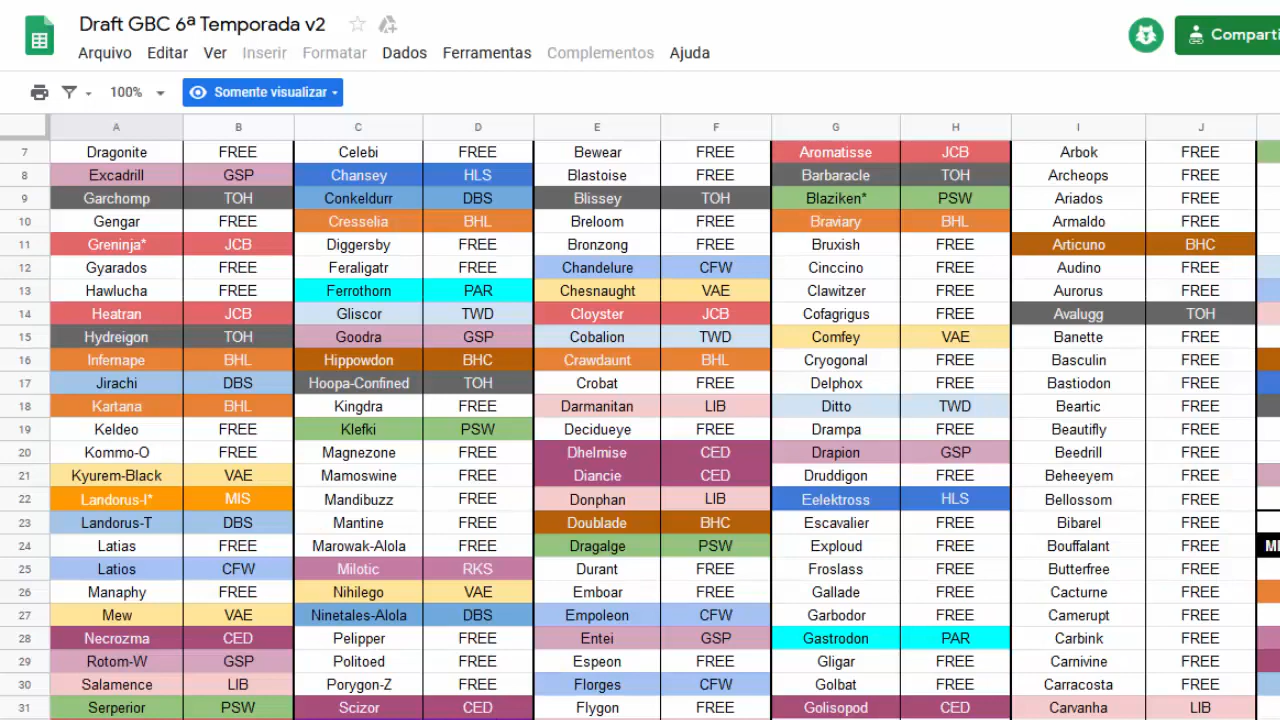 Draft GBC 6ª Temporada v2
Arquivo Editar Ver Inserir Formatar Dados Ferramentas Complementos Ajuda
Comparti
100% Somente visualizar
A B C D E F G H I J
7 Dragonite FREE Celebi FREE Bewear FREE Aromatisse JCB Arbok FREE
8 Excadrill GSP Chansey HLS Blastoise FREE Barbaracle TOH Archeops FREE
9 Garchomp TOH Conkeldurr DBS Blissey TOH Blaziken* PSW Ariados FREE
10 Gengar FREE Cresselia BHL Breloom FREE Braviary BHL Armaldo FREE
11 Greninja* JCB Diggersby FREE Bronzong FREE Bruxish FREE Articuno BHC
12 Gyarados FREE Feraligatr FREE Chandelure CFW Cinccino FREE Audino FREE
13 Hawlucha FREE Ferrothorn PAR Chesnaught VAE Clawitzer FREE Aurorus FREE
14 Heatran JCB Gliscor TWD Cloyster JCB Cofagrigus FREE Avalugg TOH
15 Hydreigon TOH Goodra GSP Cobalion TWD Comfey VAE Banette FREE
16 Infernape BHL Hippowdon BHC Crawdaunt BHL Cryogonal FREE Basculin FREE
17 Jirachi DBS Hoopa-Confined TOH Crobat FREE Delphox FREE Bastiodon FREE
18 Kartana BHL Kingdra FREE Darmanitan LIB Ditto TWD Beartic FREE
19 Keldeo FREE Klefki PSW Decidueye FREE Drampa FREE Beautifly FREE
20 Kommo-O FREE Magnezone FREE Dhelmise CED Drapion GSP Beedrill FREE
21 Kyurem-Black VAE Mamoswine FREE Diancie CED Druddigon FREE Beheeyem FREE
22 Landorus-I* MIS Mandibuzz FREE Donphan LIB Eelektross HLS Bellossom FREE
23 Landorus-T DBS Mantine FREE Doublade BHC Escavalier FREE Bibarel FREE
24 Latias FREE Marowak-Alola FREE Dragalge PSW Exploud FREE Bouffalant FREE MI
25 Latios CFW Milotic RKS Durant FREE Froslass FREE Butterfree FREE
26 Manaphy FREE Nihilego VAE Emboar FREE Gallade FREE Cacturne FREE
27 Mew VAE Ninetales-Alola DBS Empoleon CFW Garbodor FREE Camerupt FREE
28 Necrozma CED Pelipper FREE Entei GSP Gastrodon PAR Carbink FREE
29 Rotom-W GSP Politoed FREE Espeon FREE Gligar FREE Carnivine FREE
30 Salamence LIB Porygon-Z FREE Florges CFW Golbat FREE Carracosta FREE
31 Serperior PSW Scizor CED Flygon FREE Golisopod CED Carvanha LIB